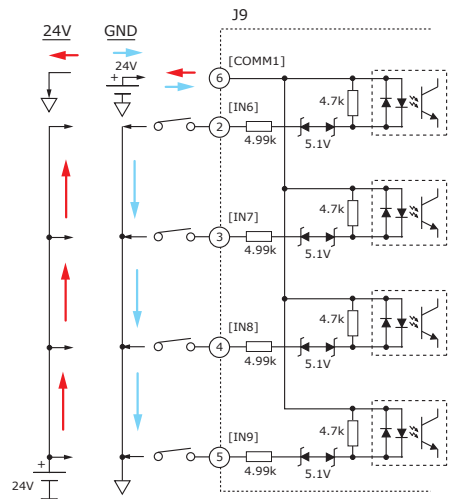 J9
24V GND
24V
[COMM1]
6
+
4.7k
[IN6]
2
4.99k
5.1V
[IN7]
4.7k
3
4.99k
5.1V
[IN8]
4.7k
4
4.99k
5.1V
[IN9]
4.7k
5
4.99k
5.1V
+
24V